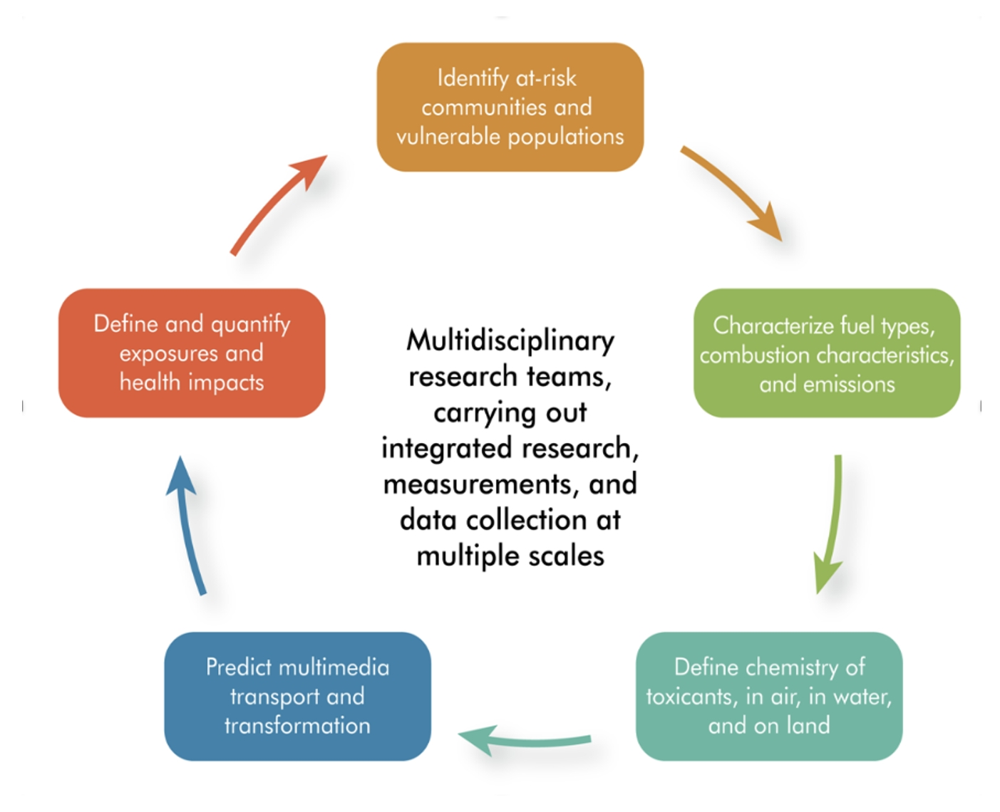 Identify at-risk
communities and
vulnerable populations
Characterize fuel types,
combustion characteristics,
and emissions
Define chemistry of
toxicants, in air, in water,
and on land
Predict multimedia
transport and
transformation
Define and quantify
exposures and
health impacts
Multidisciplinary
research teams,
carrying out
integrated research,
measurements, and
data collection at
multiple scales